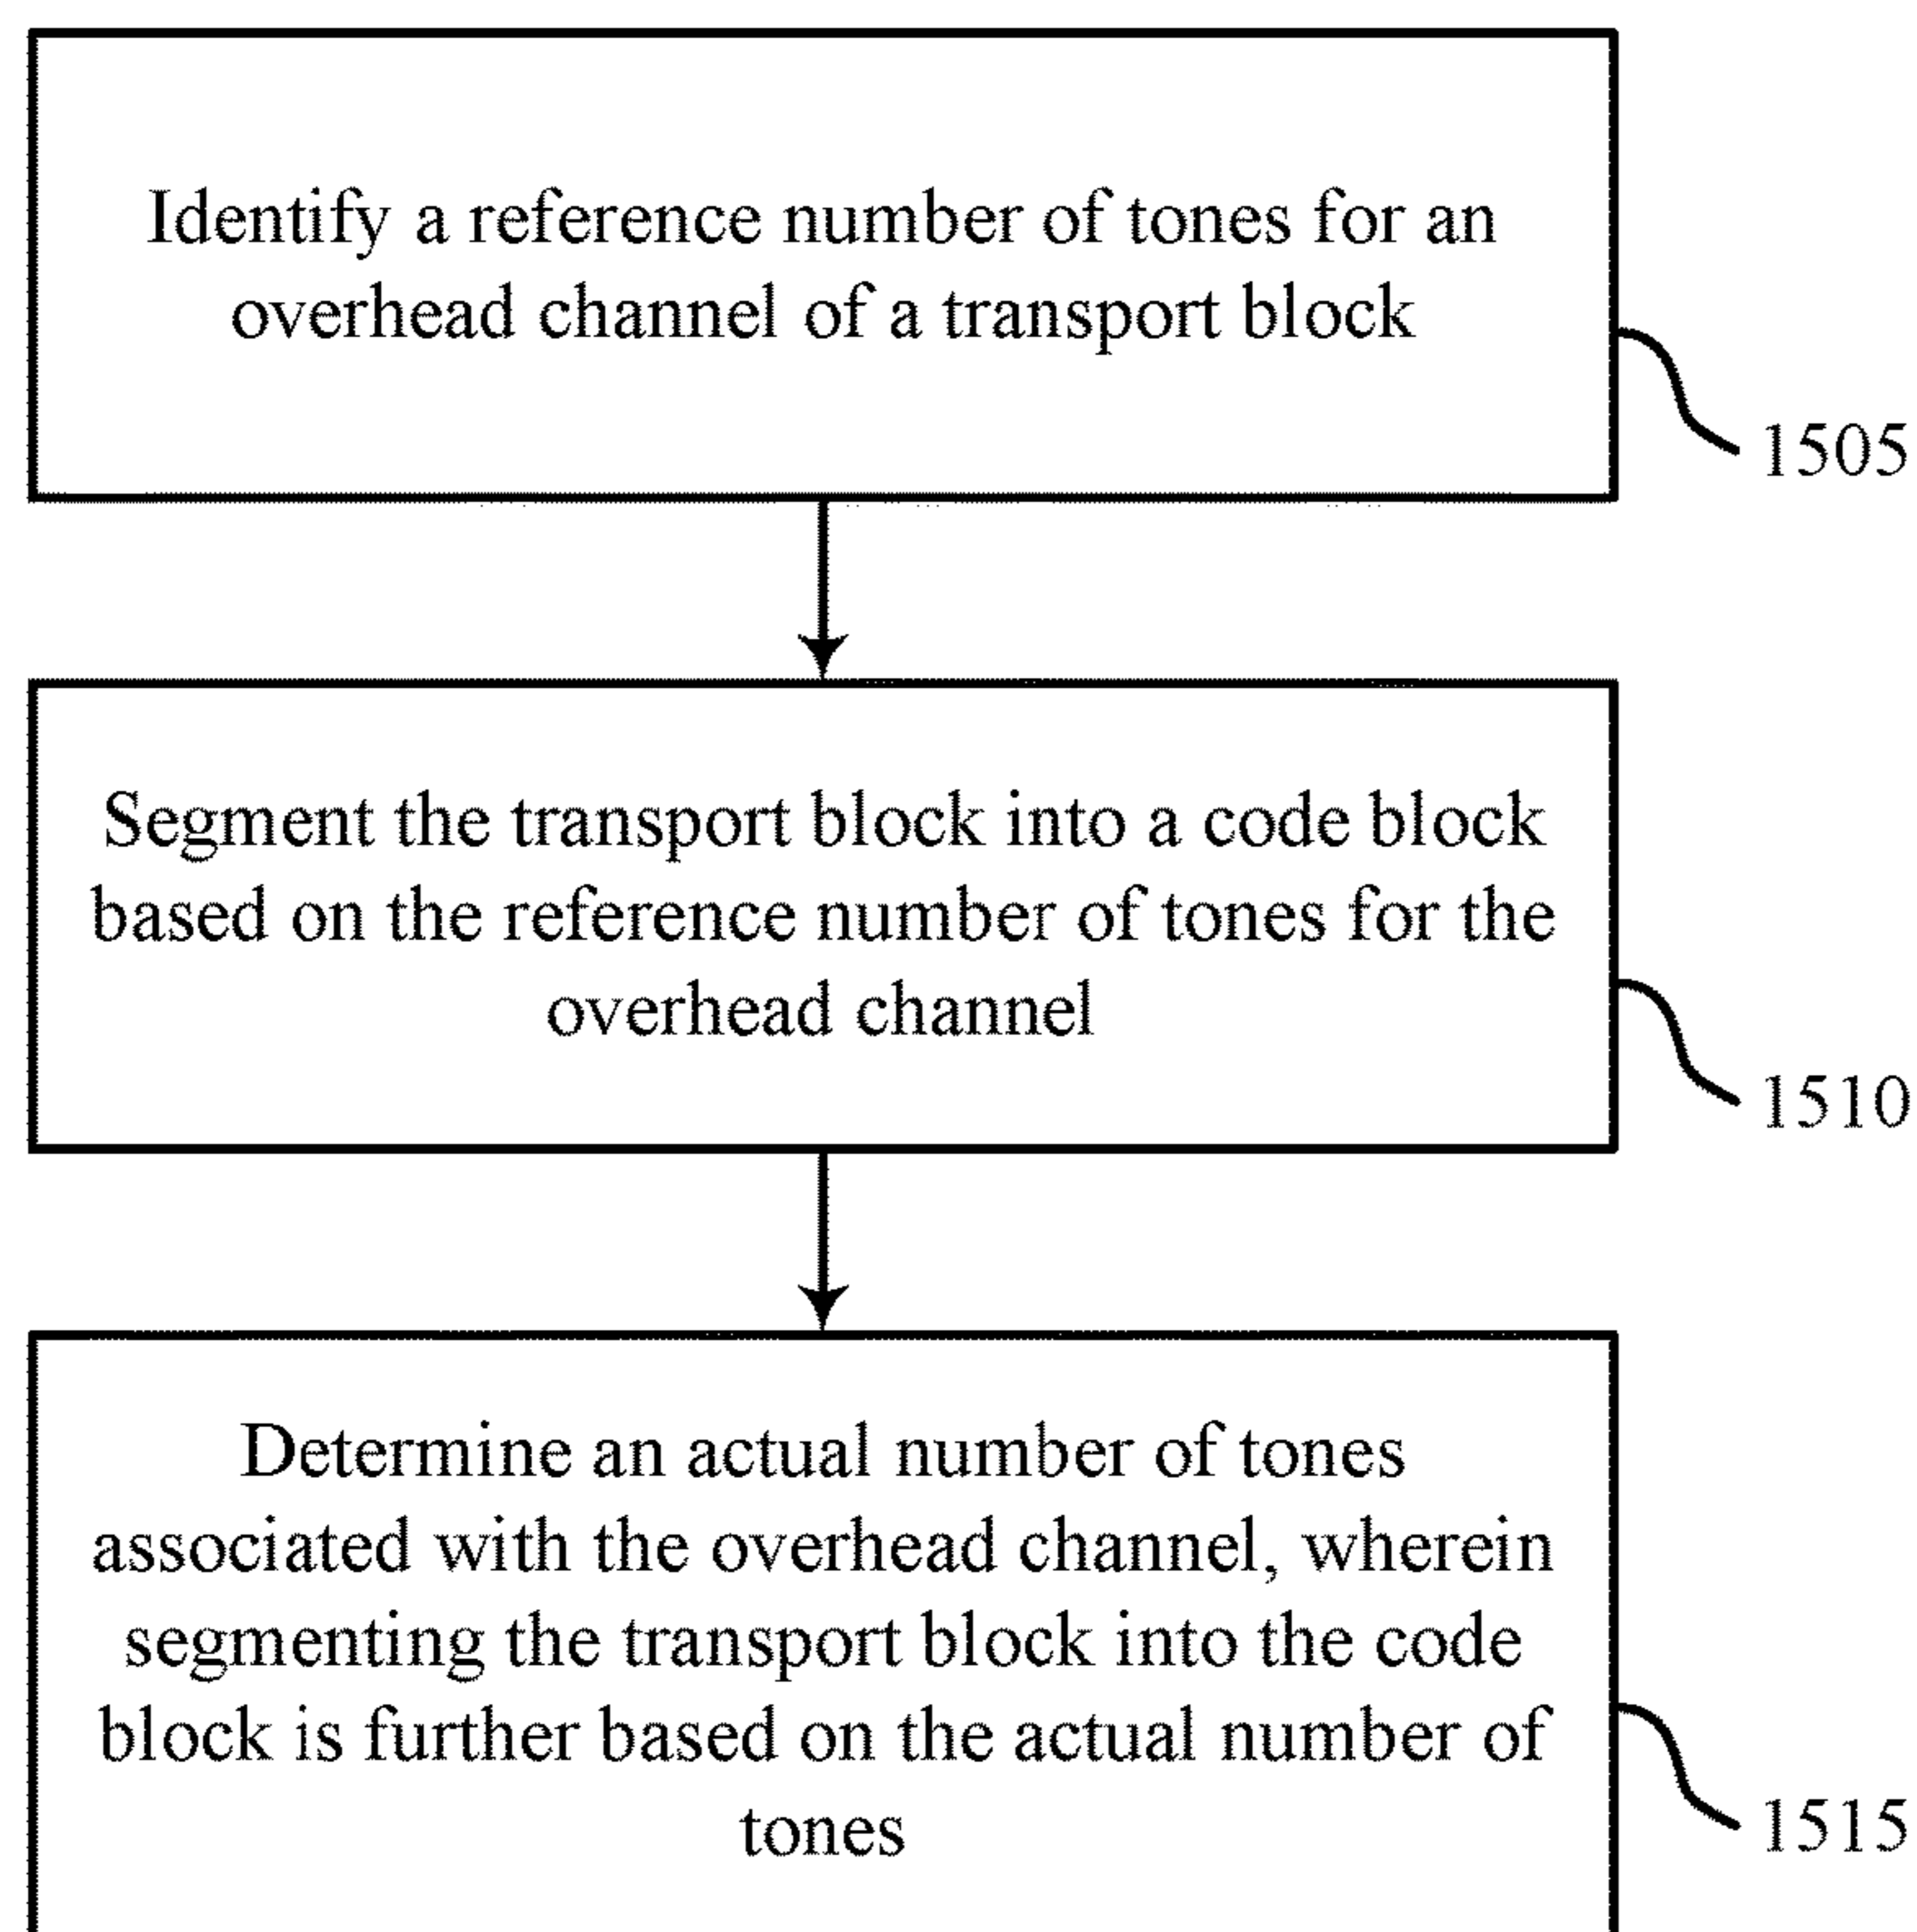 Identify a reference number of tones for an
overhead channel of a transport block
1505
Segment the transport block into a code block
based on the reference number of tones for the
overhead channel
1510
Determine an actual number of tones
associated with the overhead channel, wherein
segmenting the transport block into the code
block is further based on the actual number of
tones
1515